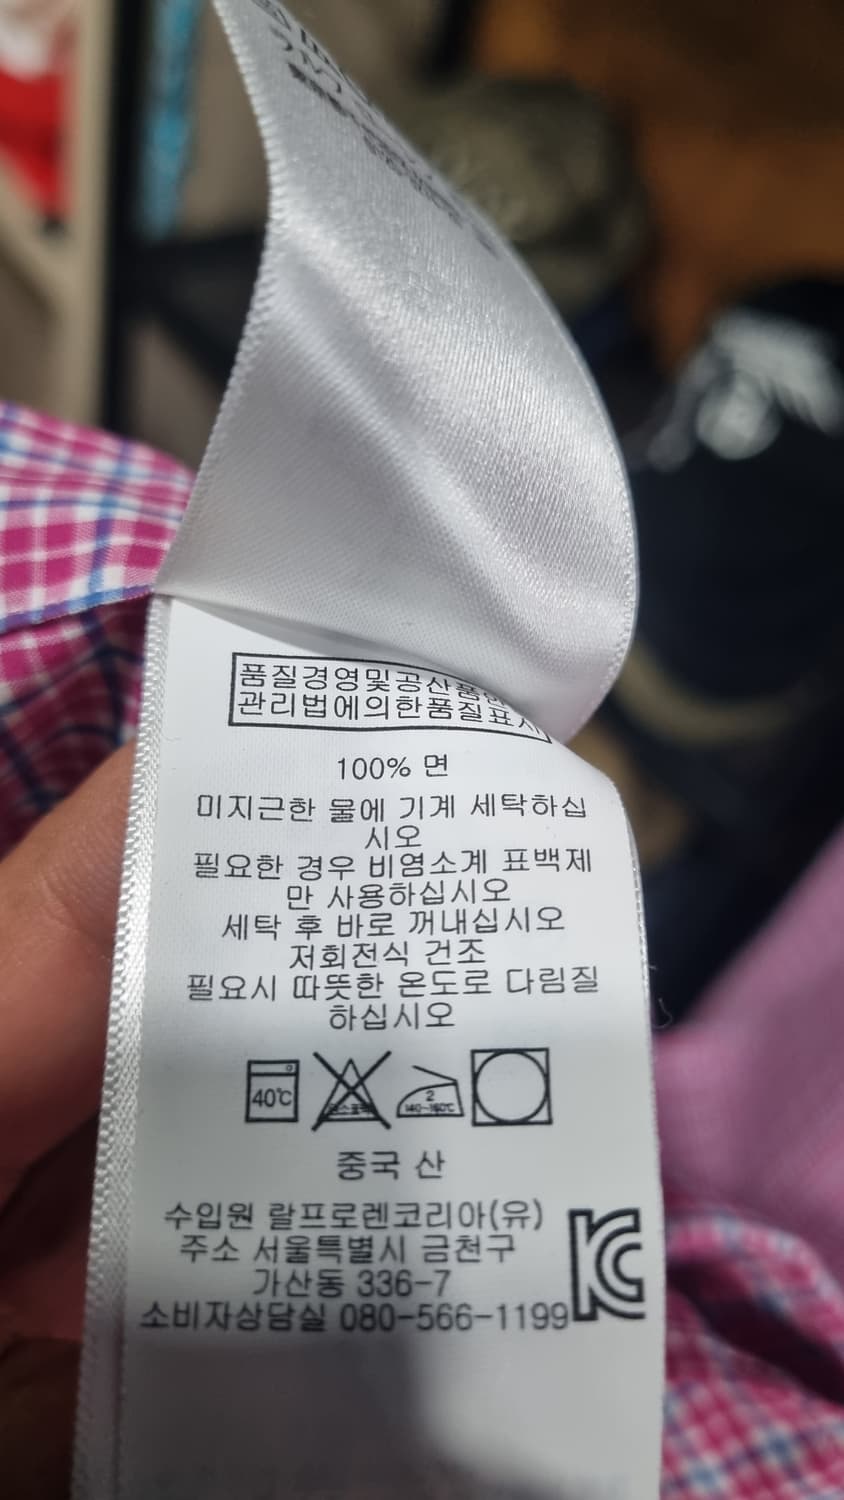 품질경영및공산품안
관리법에의한품질표시
100% 면
미지근한 물에 기계 세탁하십
시오
필요한 경우 비염소계 표백제
만 사용하십시오
세탁 후 바로 꺼내십시오
저회전식 건조
필요시 따뜻한 온도로 다림질
하십시오
40℃
2
140~160℃
중국 산
수입원 랄프로렌코리아(유)
주소 서울특별시 금천구
가산동 336-7
소비자상담실 080-566-1199